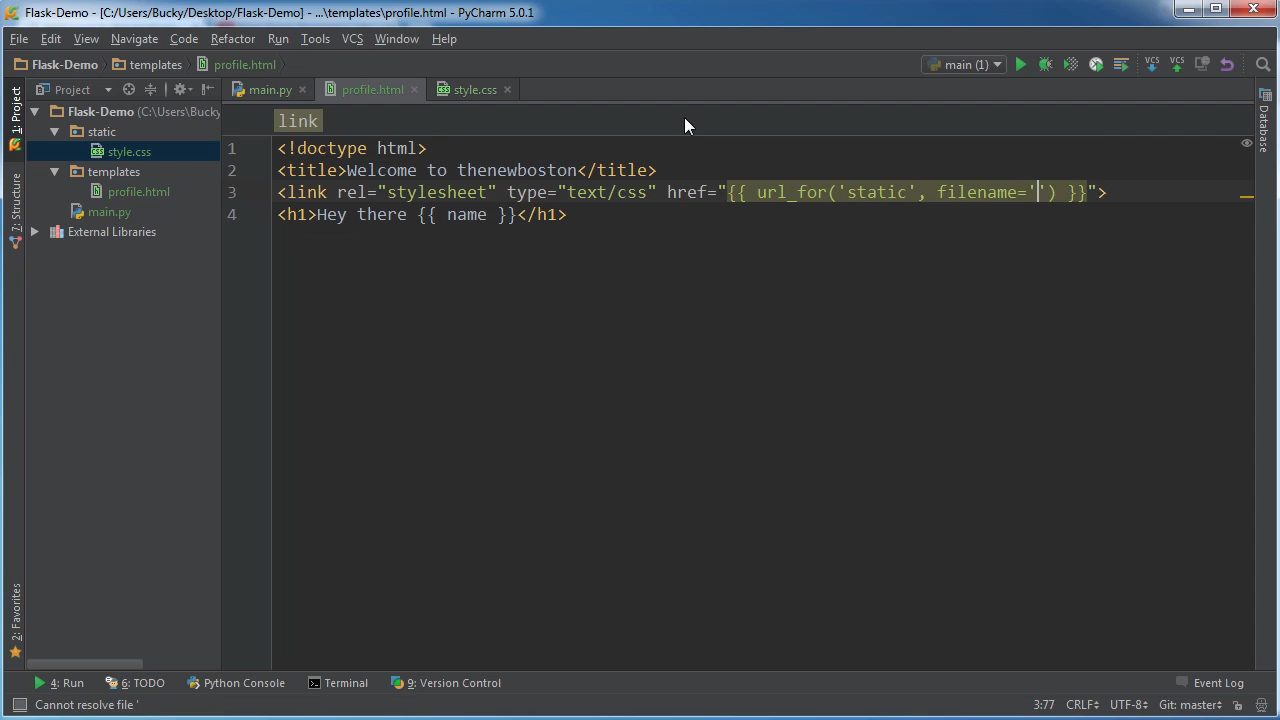 Flask-Demo - [C:/Users/Bucky/Desktop/Flask-Demo] - ...\templates\profile.html - PyCharm 5.0.1
File Edit View Navigate Code Refactor Run Tools VCS Window Help
Flask-Demo templates profile.html main (1) VCS VCS
1: Project
7: Structure
2: Favorites
Project
Flask-Demo (C:\Users\Bucky
static
style.css
templates
profile.html
main.py
External Libraries
main.py profile.html style.css
link
1 <!doctype html>
2 <title>Welcome to thenewboston</title>
3 <link rel="stylesheet" type="text/css" href="{{ url_for('static', filename='') }}">
4 <h1>Hey there {{ name }}</h1>
Database
4: Run 6: TODO Python Console Terminal 9: Version Control Event Log
Cannot resolve file ' 3:77 CRLF UTF-8 Git: master